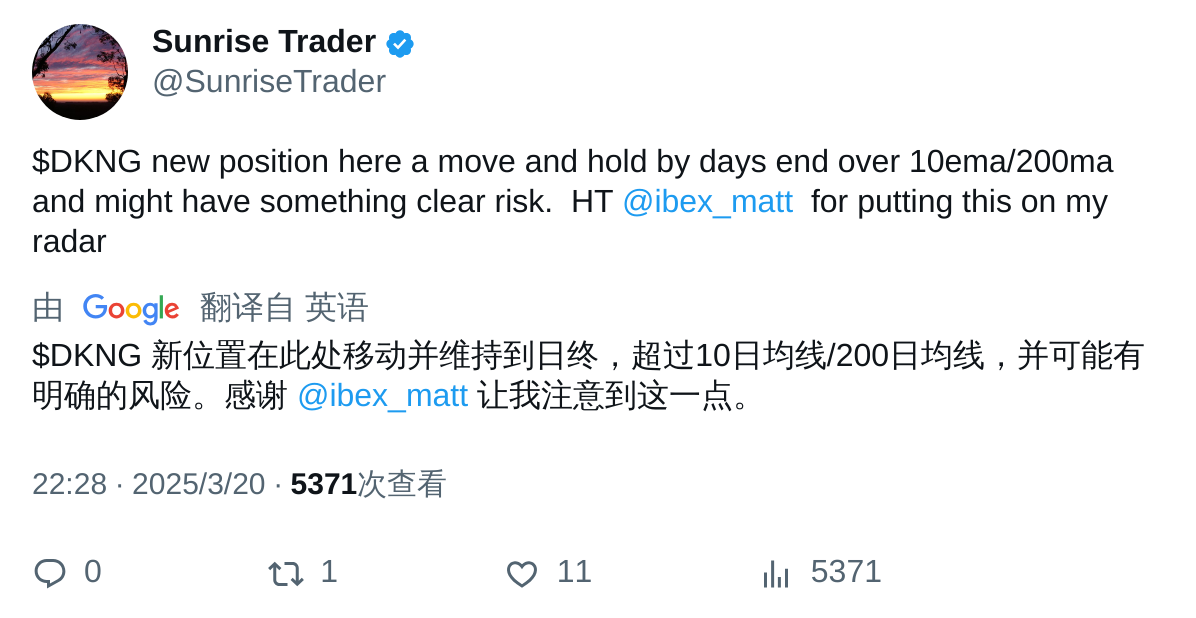 Sunrise Trader
@SunriseTrader
$DKNG new position here a move and hold by days end over 10ema/200ma
and might have something clear risk.  HT @ibex_matt  for putting this on my
radar
由 Google 翻译自 英语
$DKNG 新位置在此处移动并维持到日终，超过10日均线/200日均线，并可能有
明确的风险。感谢 @ibex_matt 让我注意到这一点。
22:28 · 2025/3/20 · 5371次查看
0 1 11 5371